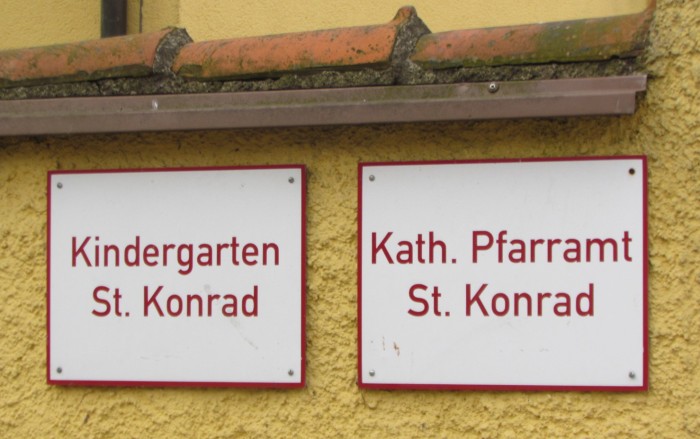 Kindergarten
St. Konrad
Kath. Pfarramt
St. Konrad